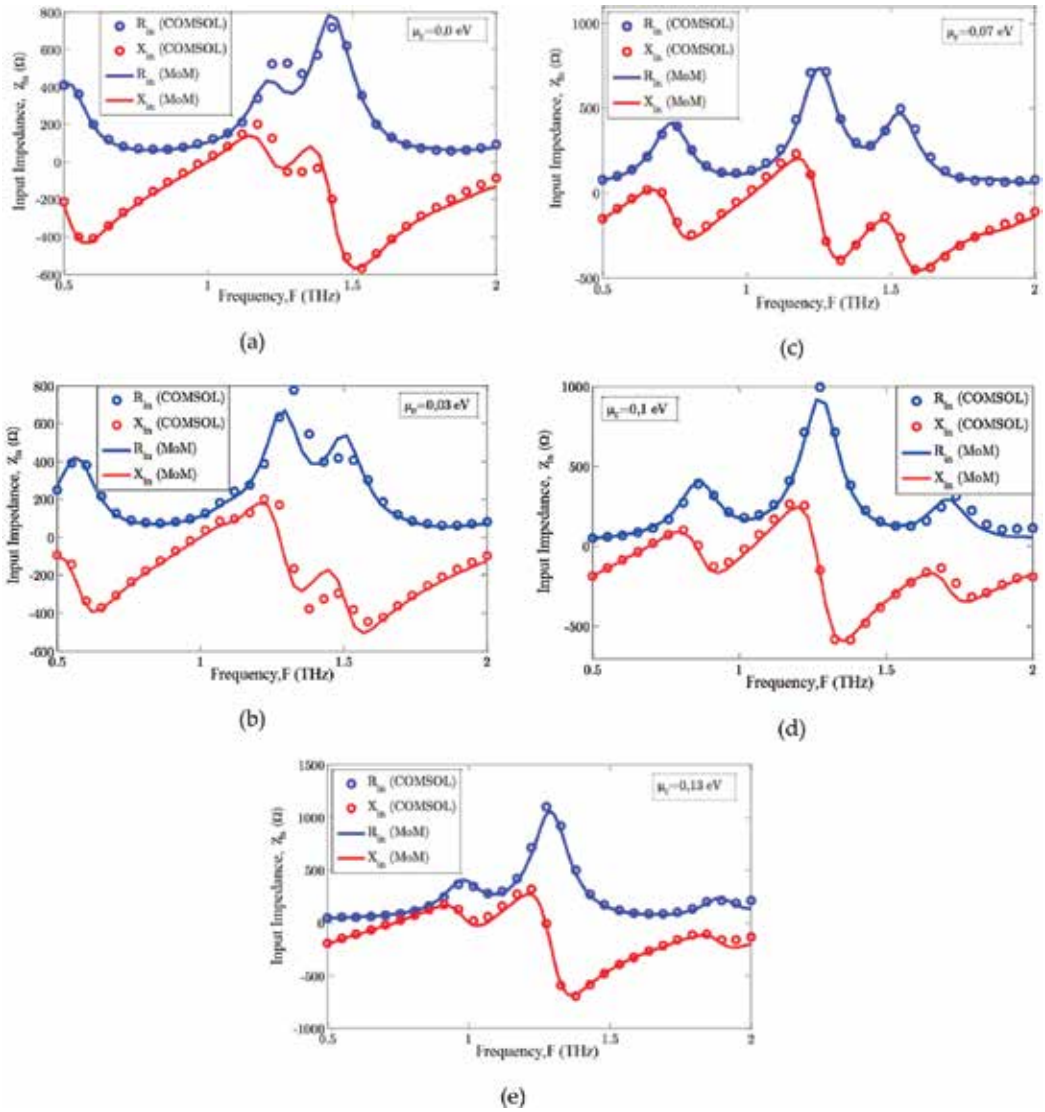 R_in (COMSOL)
X_in (COMSOL)
R_in (MoM)
X_in (MoM)
μ_c=0,0 eV
Input Impedance, Z_in (Ω)
800
600
400
200
0
-200
-400
-600
0.5
1
1.5
2
Frequency,F (THz)
(a)
R_in (COMSOL)
X_in (COMSOL)
R_in (MoM)
X_in (MoM)
μ_c=0,07 eV
Input Impedance, Z_in (Ω)
1000
500
0
-500
0.5
1
1.5
2
Frequency,F (THz)
(c)
R_in (COMSOL)
X_in (COMSOL)
R_in (MoM)
X_in (MoM)
μ_c=0,03 eV
Input Impedance, Z_in (Ω)
800
600
400
200
0
-200
-400
-600
0.5
1
1.5
2
Frequency,F (THz)
(b)
μ_c=0,1 eV
R_in (COMSOL)
X_in (COMSOL)
R_in (MoM)
X_in (MoM)
Input Impedance, Z_in (Ω)
1000
500
0
-500
0.5
1
1.5
2
Frequency,F (THz)
(d)
R_in (COMSOL)
X_in (COMSOL)
R_in (MoM)
X_in (MoM)
μ_c=0,13 eV
Input Impedance, Z_in (Ω)
1500
1000
500
0
-500
-1000
0.5
1
1.5
2
Frequency,F (THz)
(e)